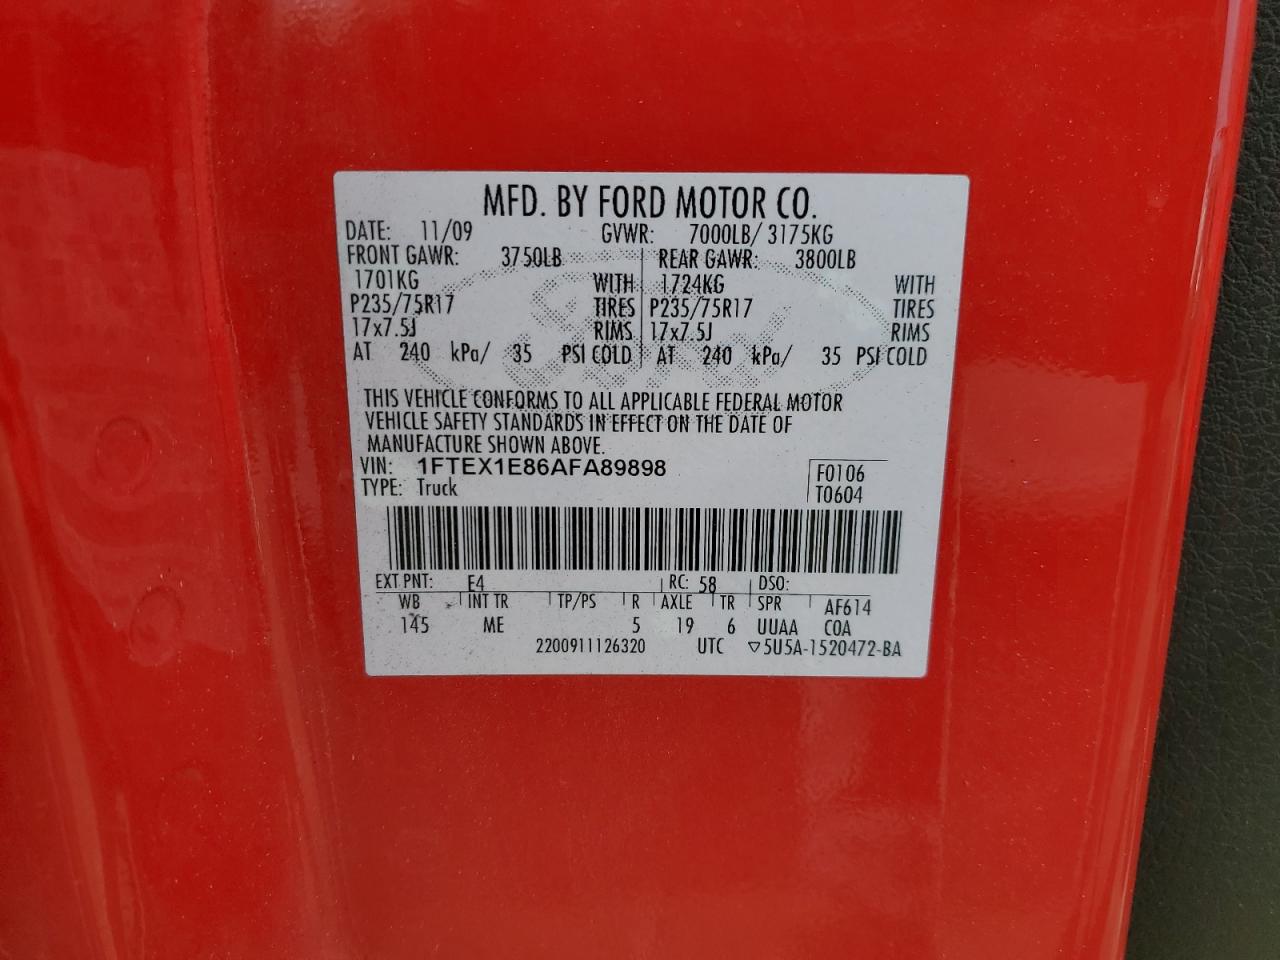 MFD. BY FORD MOTOR CO.
DATE: 11/09 GVWR: 7000LB/ 3175KG
FRONT GAWR: 3750LB REAR GAWR: 3800LB
1701KG WITH 1724KG WITH
P235/75R17 TIRES P235/75R17 TIRES
17x7.5J RIMS 17x7.5J RIMS
AT 240 kPa/ 35 PSI COLD AT 240 kPa/ 35 PSI COLD
THIS VEHICLE CONFORMS TO ALL APPLICABLE FEDERAL MOTOR
VEHICLE SAFETY STANDARDS IN EFFECT ON THE DATE OF
MANUFACTURE SHOWN ABOVE.
VIN: 1FTEX1E86AFA89898 F0106
TYPE: Truck T0604
EXT PNT: E4 RC: 58 DSO:
WB INT TR TP/PS R AXLE TR SPR AF614
145 ME 5 19 6 UUAA COA
2200911126320 UTC ▽5U5A-1520472-BA